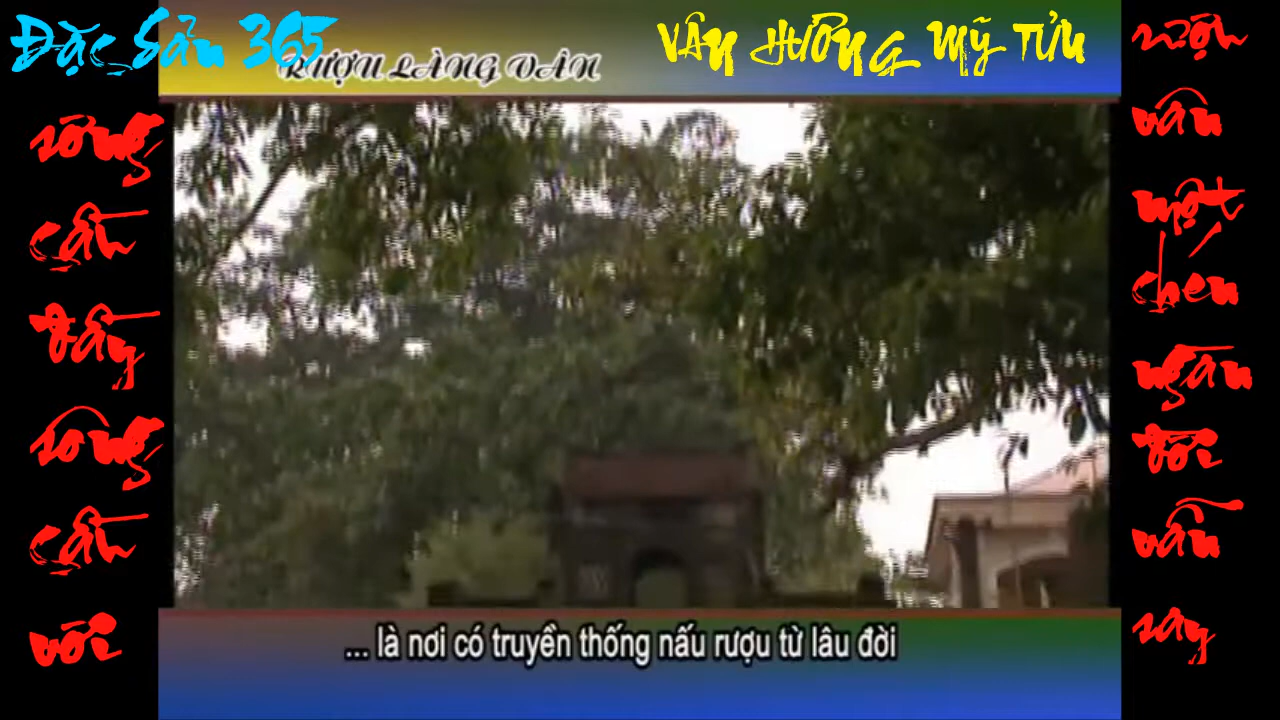 Đặc Sản 365
RƯỢU LÀNG VÂN
VÂN HƯƠNG MỸ TỬU
sông
cầu
đầy
sông
cầu
vơi
rượu
vân
một
chén
ngàn
đời
vẫn
say
... là nơi có truyền thống nấu rượu từ lâu đời